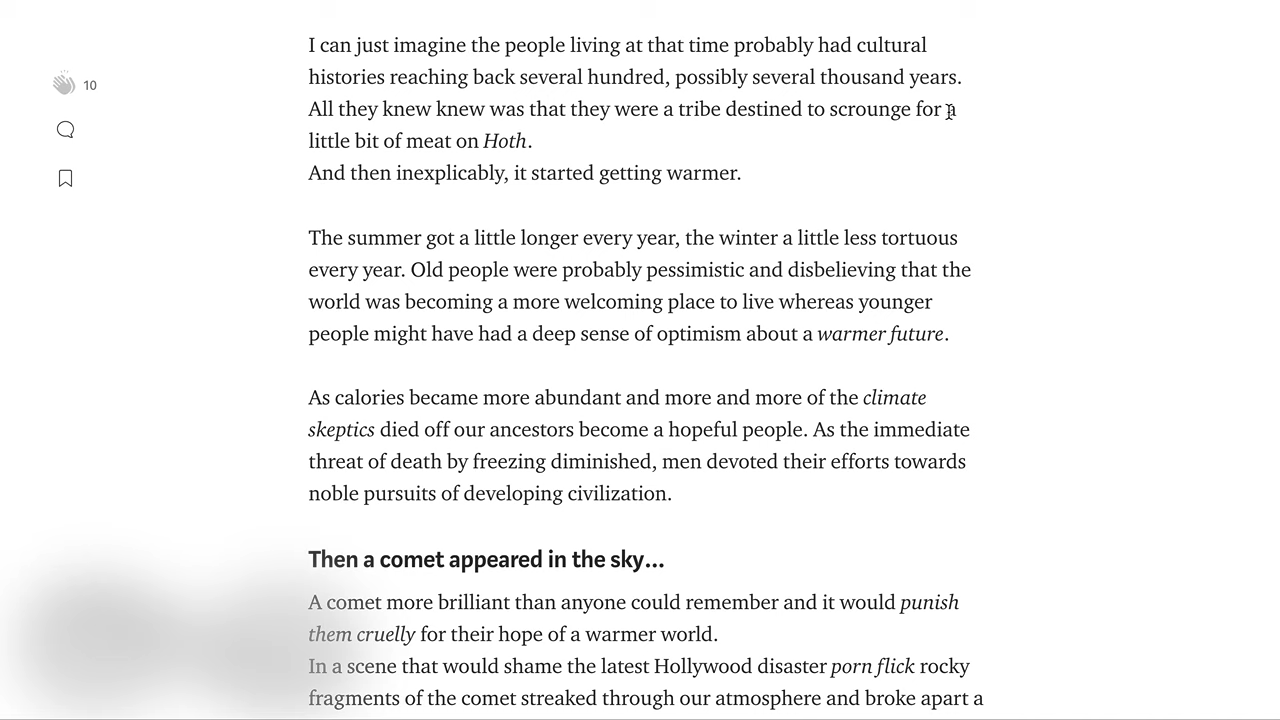 I can just imagine the people living at that time probably had cultural
histories reaching back several hundred, possibly several thousand years.
All they knew knew was that they were a tribe destined to scrounge for a
little bit of meat on Hoth.
And then inexplicably, it started getting warmer.
10
The summer got a little longer every year, the winter a little less tortuous
every year. Old people were probably pessimistic and disbelieving that the
world was becoming a more welcoming place to live whereas younger
people might have had a deep sense of optimism about a warmer future.
As calories became more abundant and more and more of the climate
skeptics died off our ancestors become a hopeful people. As the immediate
threat of death by freezing diminished, men devoted their efforts towards
noble pursuits of developing civilization.
Then a comet appeared in the sky…
A comet more brilliant than anyone could remember and it would punish
them cruelly for their hope of a warmer world.
In a scene that would shame the latest Hollywood disaster porn flick rocky
fragments of the comet streaked through our atmosphere and broke apart a